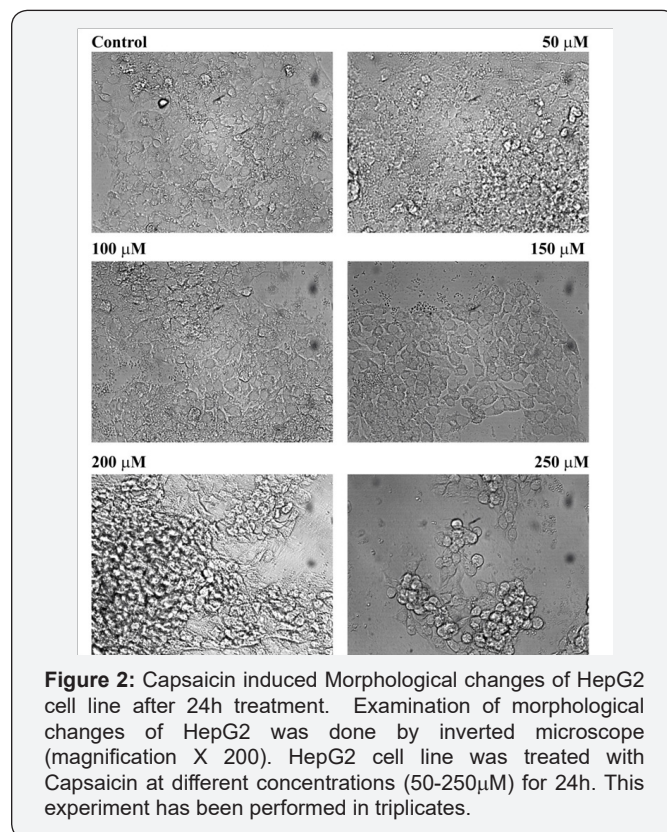 Control 50 µM
100 µM 150 µM
200 µM 250 µM
Figure 2: Capsaicin induced Morphological changes of HepG2
cell line after 24h treatment. Examination of morphological
changes of HepG2 was done by inverted microscope
(magnification X 200). HepG2 cell line was treated with
Capsaicin at different concentrations (50-250µM) for 24h. This
experiment has been performed in triplicates.